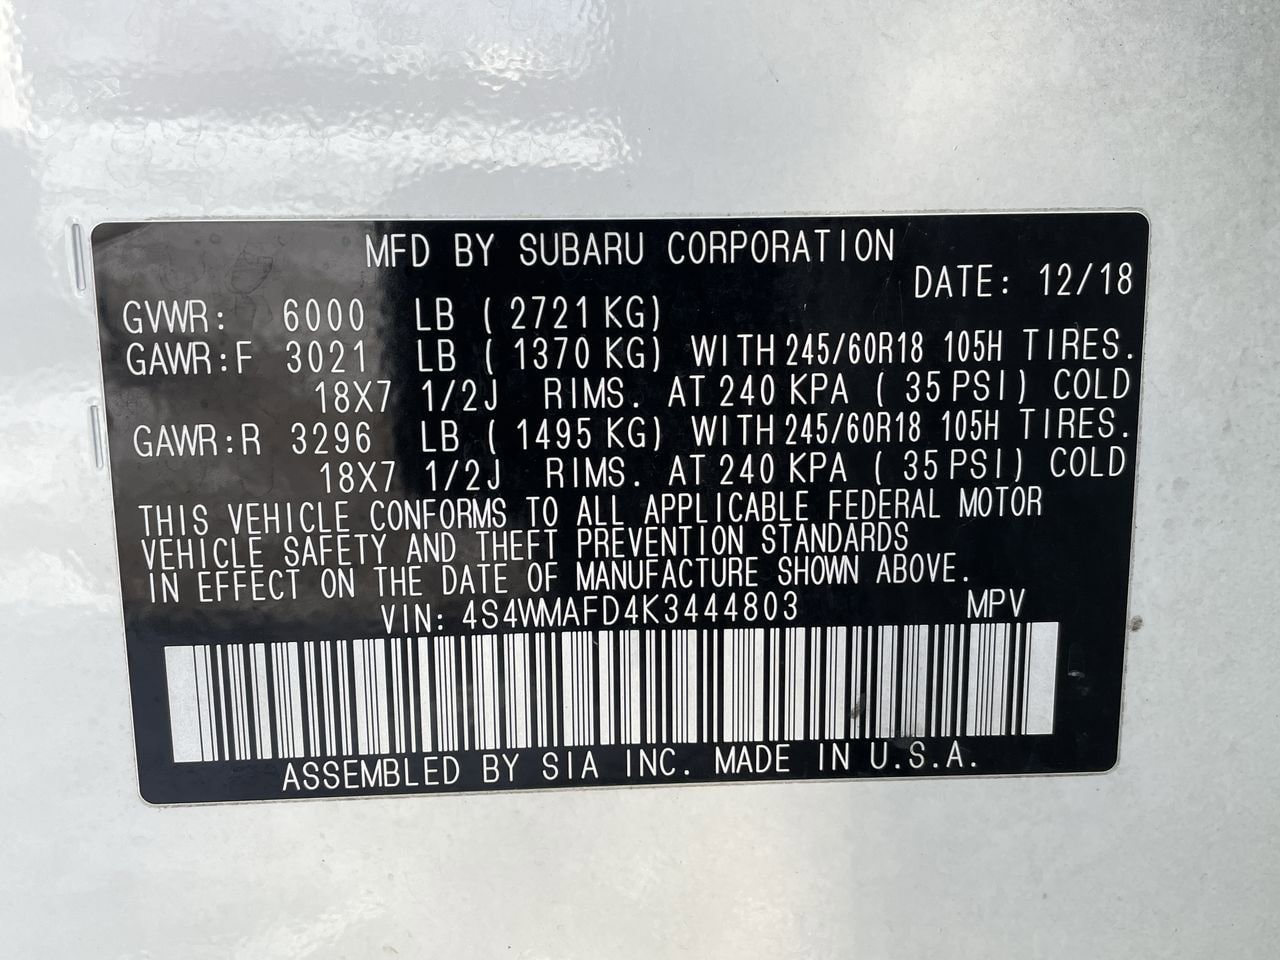 MFD BY SUBARU CORPORATION
DATE: 12/18
GVWR: 6000 LB ( 2721 KG)
GAWR:F 3021 LB ( 1370 KG) WITH 245/60R18 105H TIRES.
18X7 1/2J RIMS. AT 240 KPA ( 35 PSI) COLD
GAWR:R 3296 LB ( 1495 KG) WITH 245/60R18 105H TIRES.
18X7 1/2J RIMS. AT 240 KPA ( 35 PSI) COLD
THIS VEHICLE CONFORMS TO ALL APPLICABLE FEDERAL MOTOR
VEHICLE SAFETY AND THEFT PREVENTION STANDARDS
IN EFFECT ON THE DATE OF MANUFACTURE SHOWN ABOVE.
VIN: 4S4WMAFD4K3444803 MPV
ASSEMBLED BY SIA INC. MADE IN U.S.A.